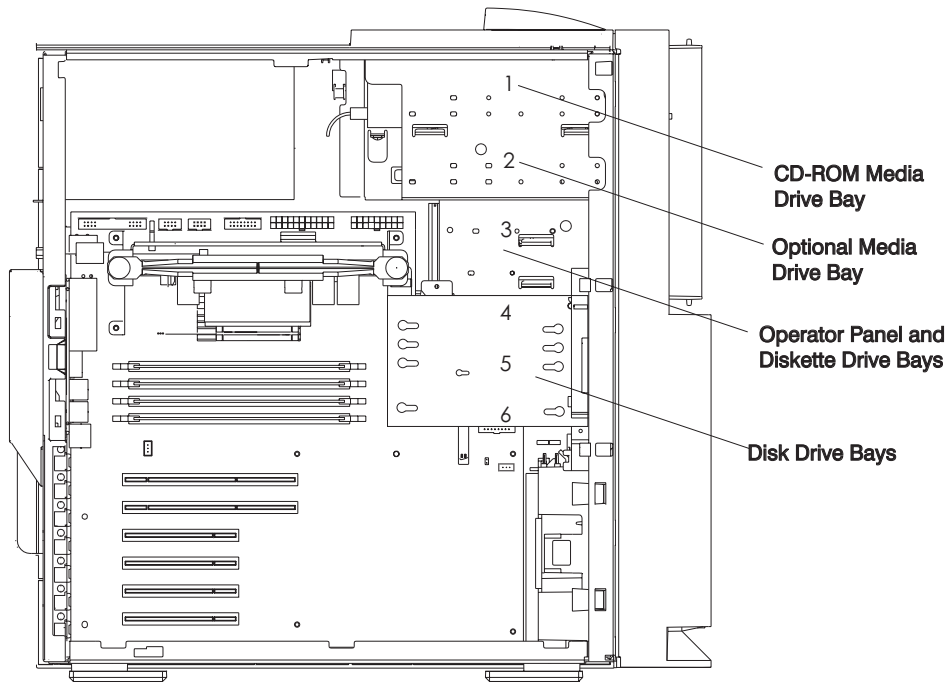 1
2
CD-ROM Media
Drive Bay
3
Optional Media
Drive Bay
4
Operator Panel and
Diskette Drive Bays
5
6
Disk Drive Bays